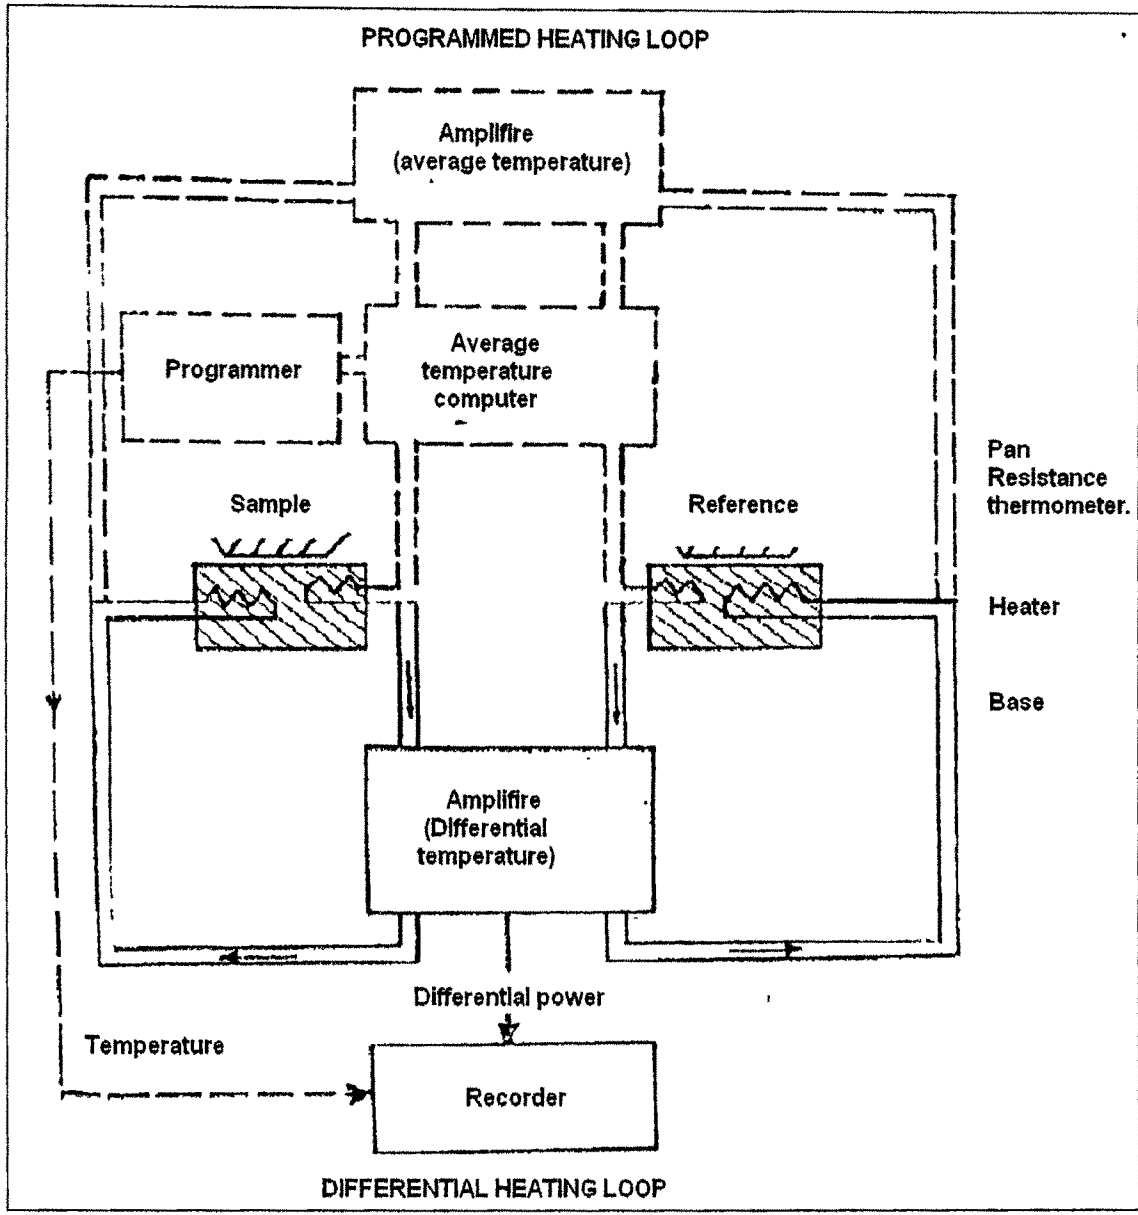 PROGRAMMED HEATING LOOP
Amplifire
(average temperature)
Programmer
Average
temperature
computer
Pan
Resistance
thermometer.
Sample
Reference
Heater
Base
Amplifire
(Differential
temperature)
Differential power
Temperature
Recorder
DIFFERENTIAL HEATING LOOP